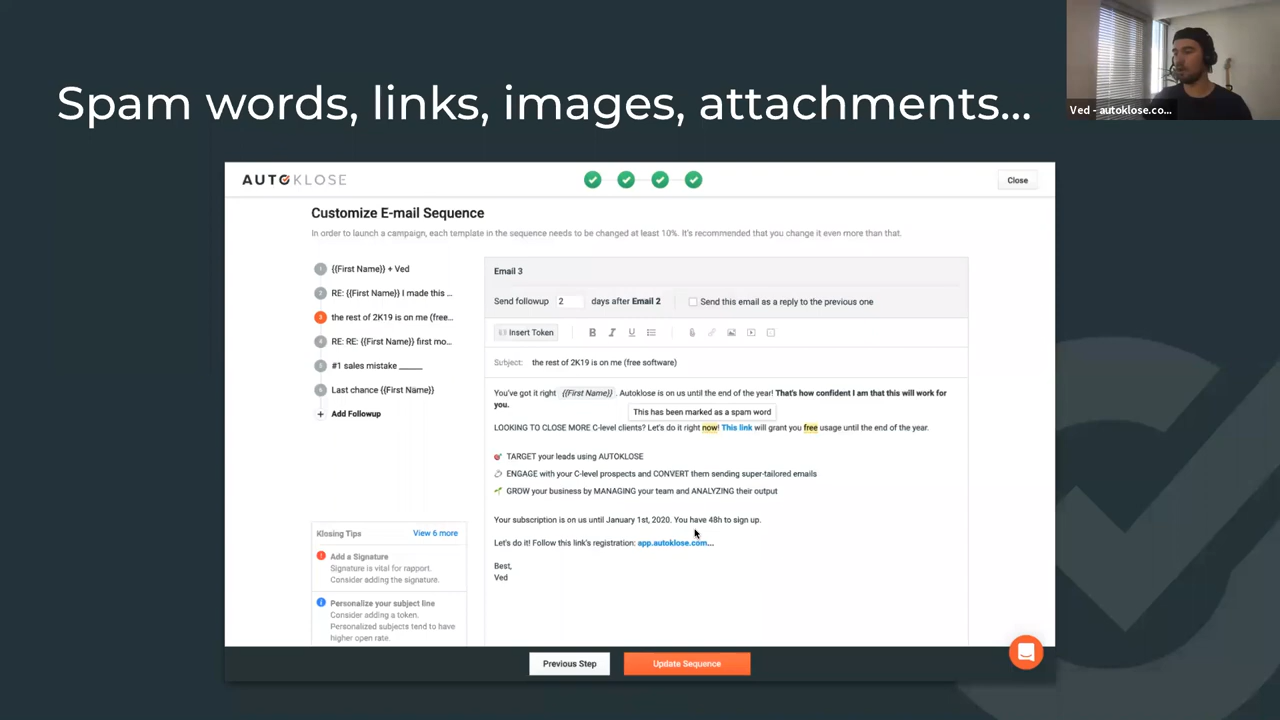 Spam words, links, images, attachments...
Ved - autoklose.co...
AUTOKLOSE
Close
Customize E-mail Sequence
In order to launch a campaign, each template in the sequence needs to be changed at least 10%. It's recommended that you change it even more than that.
1 {{First Name}} + Ved
2 RE: {{First Name}} I made this ...
3 the rest of 2K19 is on me (free...
4 RE: RE: {{First Name}} first mo...
5 #1 sales mistake ______
6 Last chance {{First Name}}
+ Add Followup
Email 3
Send followup 2 days after Email 2
Send this email as a reply to the previous one
Insert Token
B I U
Subject: the rest of 2K19 is on me (free software)
You've got it right {{First Name}} . Autoklose is on us until the end of the year! That's how confident I am that this will work for
you.
This has been marked as a spam word
LOOKING TO CLOSE MORE C-level clients? Let's do it right now! This link will grant you free usage until the end of the year.
TARGET your leads using AUTOKLOSE
ENGAGE with your C-level prospects and CONVERT them sending super-tailored emails
GROW your business by MANAGING your team and ANALYZING their output
Your subscription is on us until January 1st, 2020. You have 48h to sign up.
Let's do it! Follow this link's registration: app.autoklose.com...
Best,
Ved
Klosing Tips
View 6 more
Add a Signature
Signature is vital for rapport.
Consider adding the signature.
Personalize your subject line
Consider adding a token.
Personalized subjects tend to have
higher open rate.
Previous Step
Update Sequence